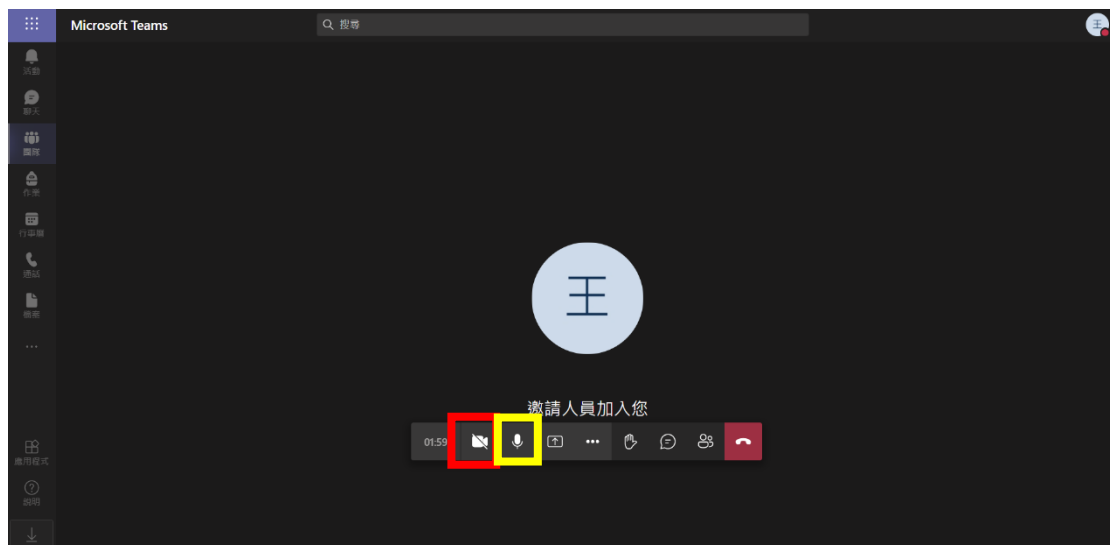 Microsoft Teams
搜尋
王
活動
聊天
團隊
作業
行事曆
通話
檔案
王
邀請人員加入您
01:59
應用程式
說明